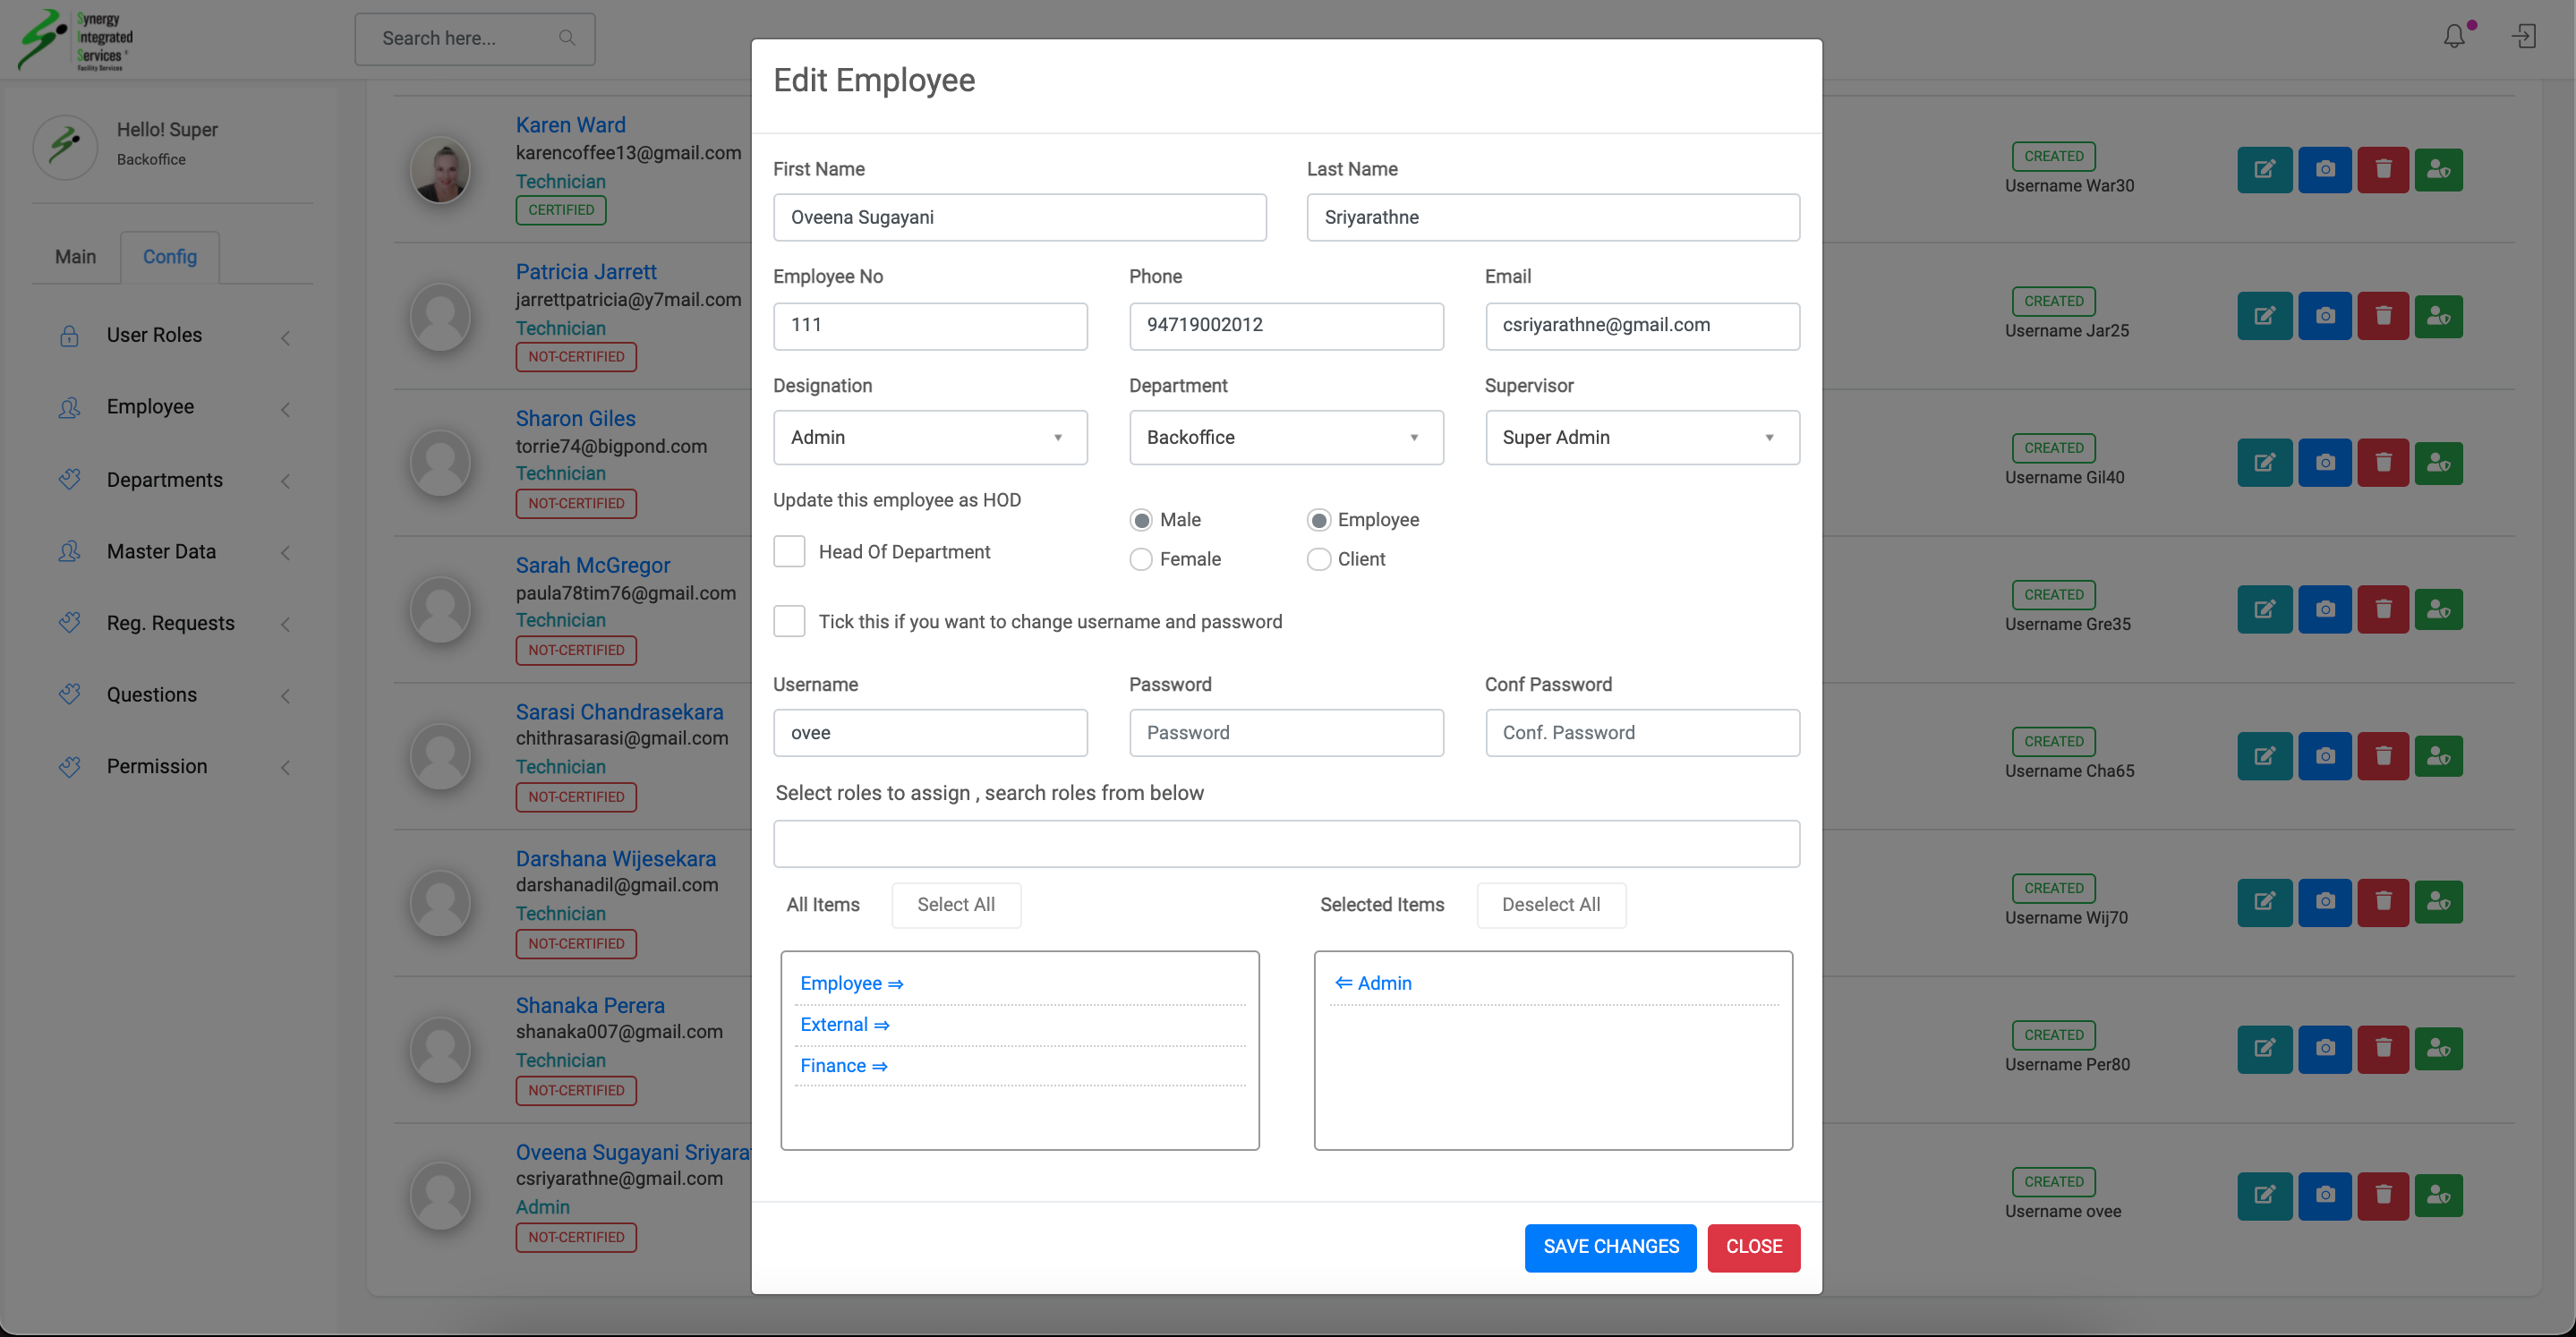 Synergy
Integrated
Services
Facility Services
Search here...
Hello! Super
Backoffice
Main
Config
User Roles
Employee
Departments
Master Data
Reg. Requests
Questions
Permission
Karen Ward
karencoffee13@gmail.com
Technician
CERTIFIED
CREATED
Username War30
Patricia Jarrett
jarrettpatricia@y7mail.com
Technician
NOT-CERTIFIED
CREATED
Username Jar25
Sharon Giles
torrie74@bigpond.com
Technician
NOT-CERTIFIED
CREATED
Username Gil40
Sarah McGregor
paula78tim76@gmail.com
Technician
NOT-CERTIFIED
CREATED
Username Gre35
Sarasi Chandrasekara
chithrasarasi@gmail.com
Technician
NOT-CERTIFIED
CREATED
Username Cha65
Darshana Wijesekara
darshanadil@gmail.com
Technician
NOT-CERTIFIED
CREATED
Username Wij70
Shanaka Perera
shanaka007@gmail.com
Technician
NOT-CERTIFIED
CREATED
Username Per80
Oveena Sugayani Sriyara
csriyarathne@gmail.com
Admin
NOT-CERTIFIED
CREATED
Username ovee
Edit Employee
First Name
Last Name
Oveena Sugayani
Sriyarathne
Employee No
Phone
Email
111
94719002012
csriyarathne@gmail.com
Designation
Department
Supervisor
Admin
Backoffice
Super Admin
Update this employee as HOD
Head Of Department
Male
Female
Employee
Client
Tick this if you want to change username and password
Username
Password
Conf Password
ovee
Password
Conf. Password
Select roles to assign , search roles from below
All Items
Select All
Selected Items
Deselect All
Employee ⇒
External ⇒
Finance ⇒
⇐ Admin
SAVE CHANGES
CLOSE